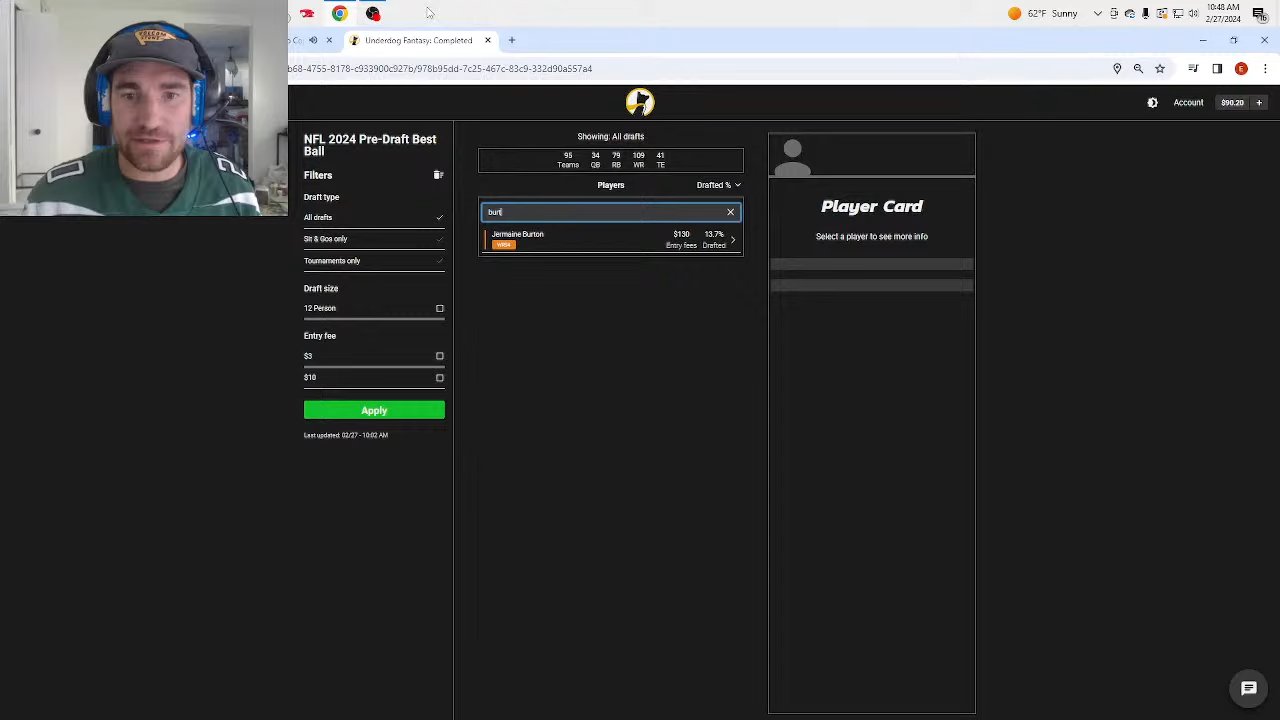 10:48 AM
62°F Sunny
2/27/2024
Underdog Fantasy: Completed
b68-4755-8178-c933900c927b/978b95dd-7c25-467c-83c9-332d90a557a4
Account
$90.20
NFL 2024 Pre-Draft Best
Ball
Filters
Draft type
All drafts
Sit & Gos only
Tournaments only
Draft size
12 Person
Entry fee
$3
$10
Apply
Last updated: 02/27 - 10:02 AM
Showing: All drafts
95 34 79 109 41
Teams QB RB WR TE
Players Drafted %
burt
Jermaine Burton $130 13.7%
Entry fees Drafted
Player Card
Select a player to see more info
20